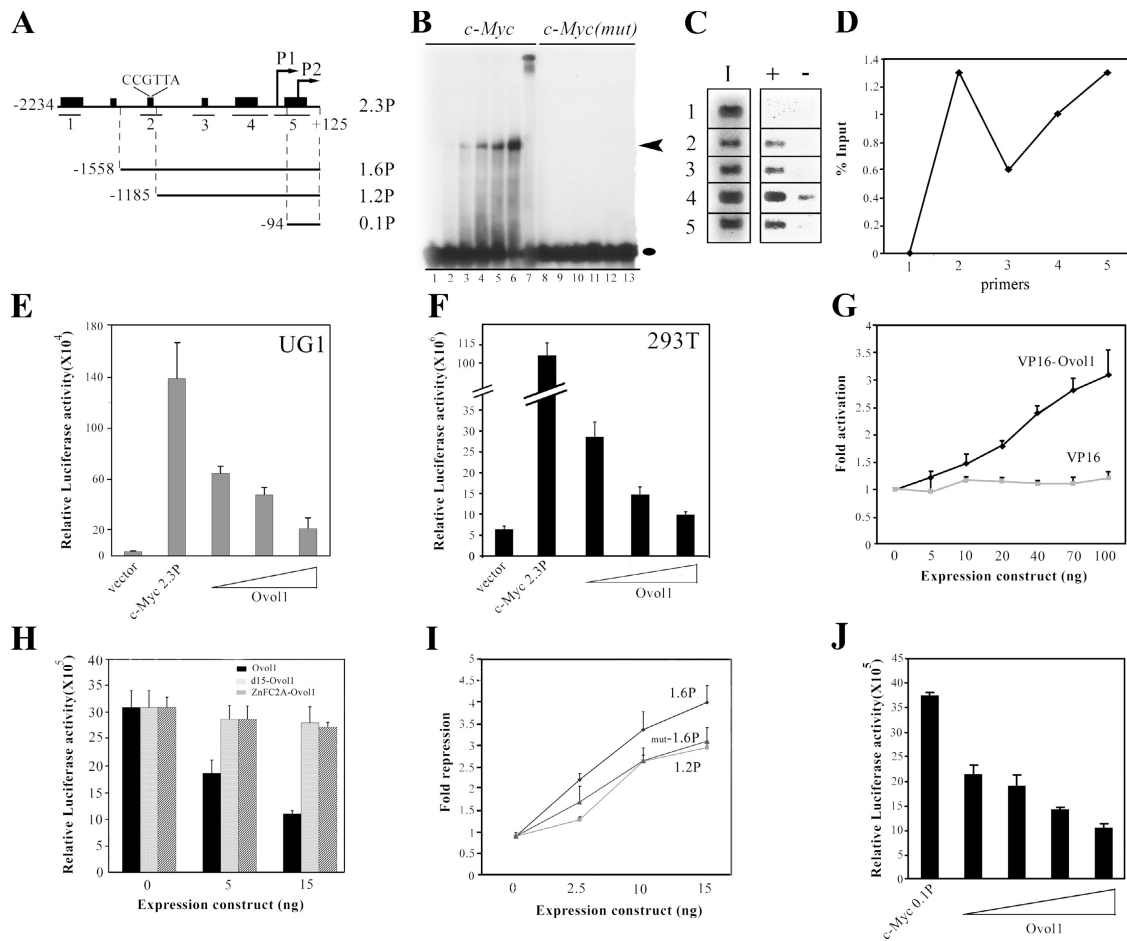 A
CCGTTA
P1
P2
-2234
2.3P
1 2 3 4 5 +125
-1558
1.6P
-1185
1.2P
-94
0.1P
B
c-Myc c-Myc(mut)
1 2 3 4 5 6 7 8 9 10 11 12 13
C
I + -
1
2
3
4
5
D
% Input
1.4
1.2
1
0.8
0.6
0.4
0.2
0
1 2 3 4 5
primers
E
Relative Luciferase activity(X10^4)
180
140
100
60
20
0
UG1
vector
c-Myc 2.3P
Ovol1
F
Relative Luciferase activity(X10^6)
115
100
35
30
25
20
15
10
5
0
293T
vector
c-Myc 2.3P
Ovol1
G
Fold activation
4
3.5
3
2.5
2
1.5
1
0.5
VP16-Ovol1
VP16
0 5 10 20 40 70 100
Expression construct (ng)
H
Relative Luciferase activity(X10^5)
40
35
30
25
20
15
10
5
0
Ovol1
d15-Ovol1
ZnFC2A-Ovol1
0 5 15
Expression construct (ng)
I
Fold repression
5
4.5
4
3.5
3
2.5
2
1.5
1
0.5
0
1.6P
mut-1.6P
1.2P
0 2.5 10 15
Expression construct (ng)
J
Relative Luciferase activity(X10^5)
45
40
35
30
25
20
15
10
5
0
c-Myc 0.1P
Ovol1